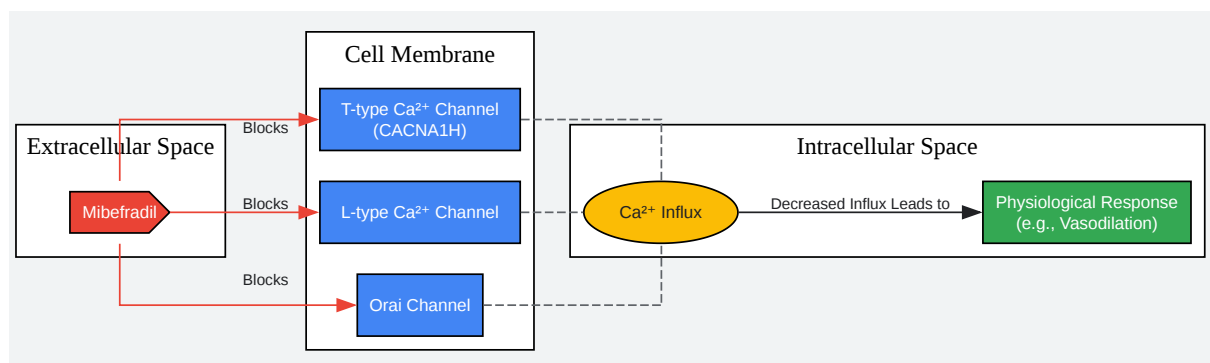 Cell Membrane
T-type Ca²⁺ Channel
(CACNA1H)
Blocks
Extracellular Space
Intracellular Space
Mibefradil
Blocks
L-type Ca²⁺ Channel
Ca²⁺ Influx
Decreased Influx Leads to
Physiological Response
(e.g., Vasodilation)
Blocks
Orai Channel